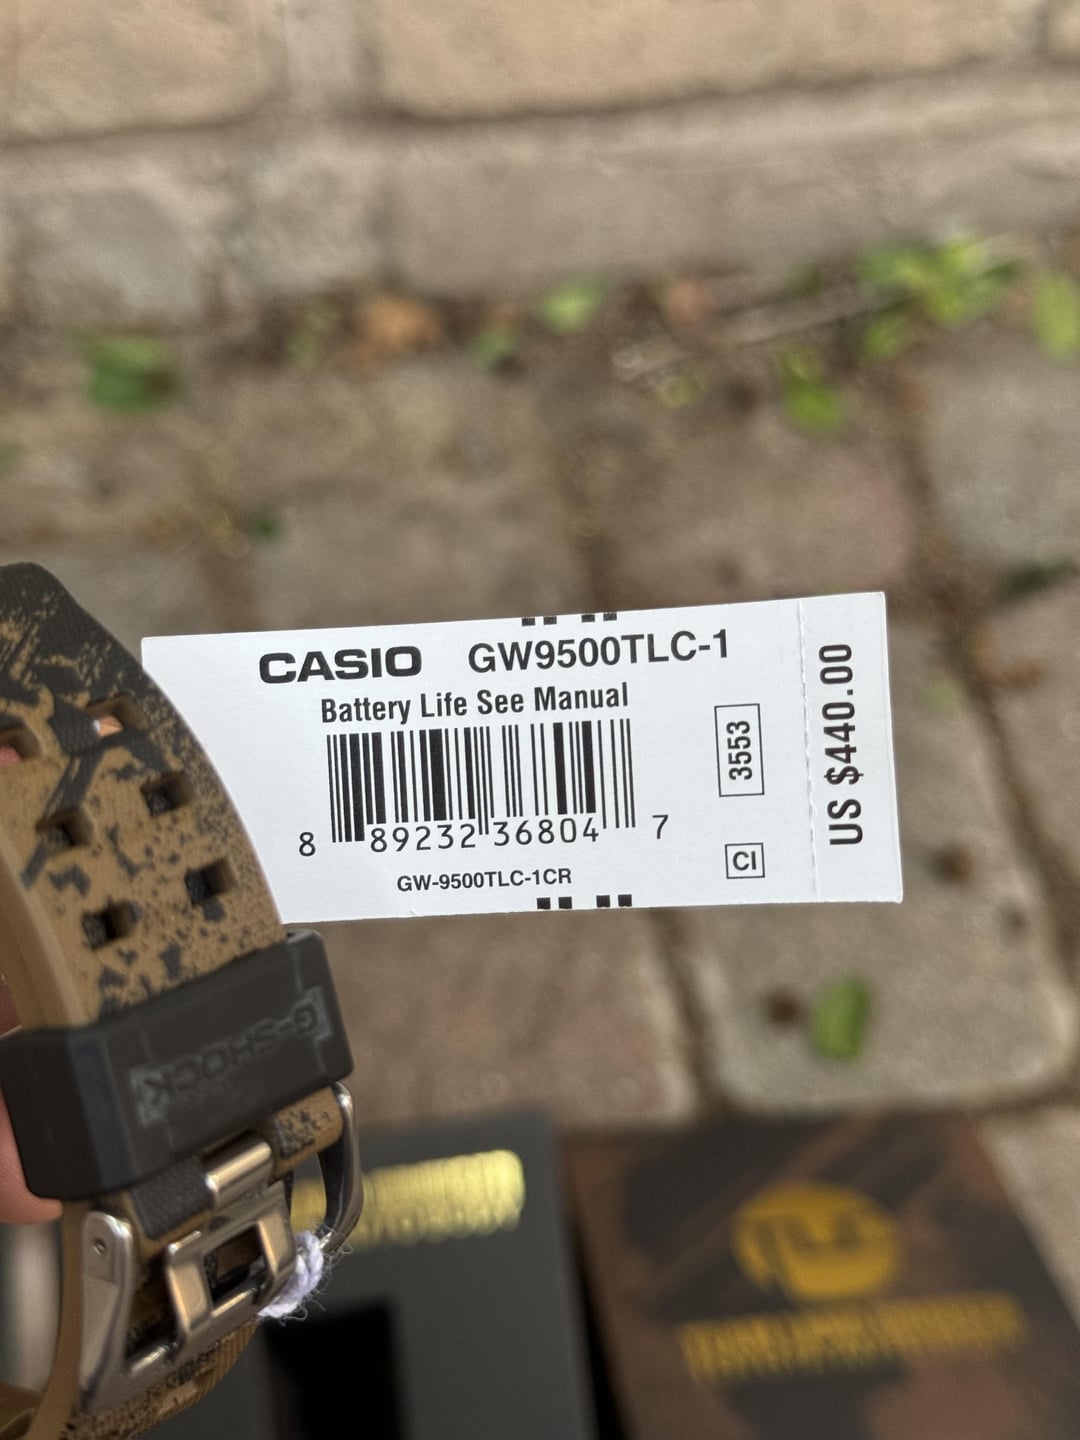 CASIO GW9500TLC-1
Battery Life See Manual
8 89232 36804 7
GW-9500TLC-1CR
3553
CI
US $440.00
G-SHOCK